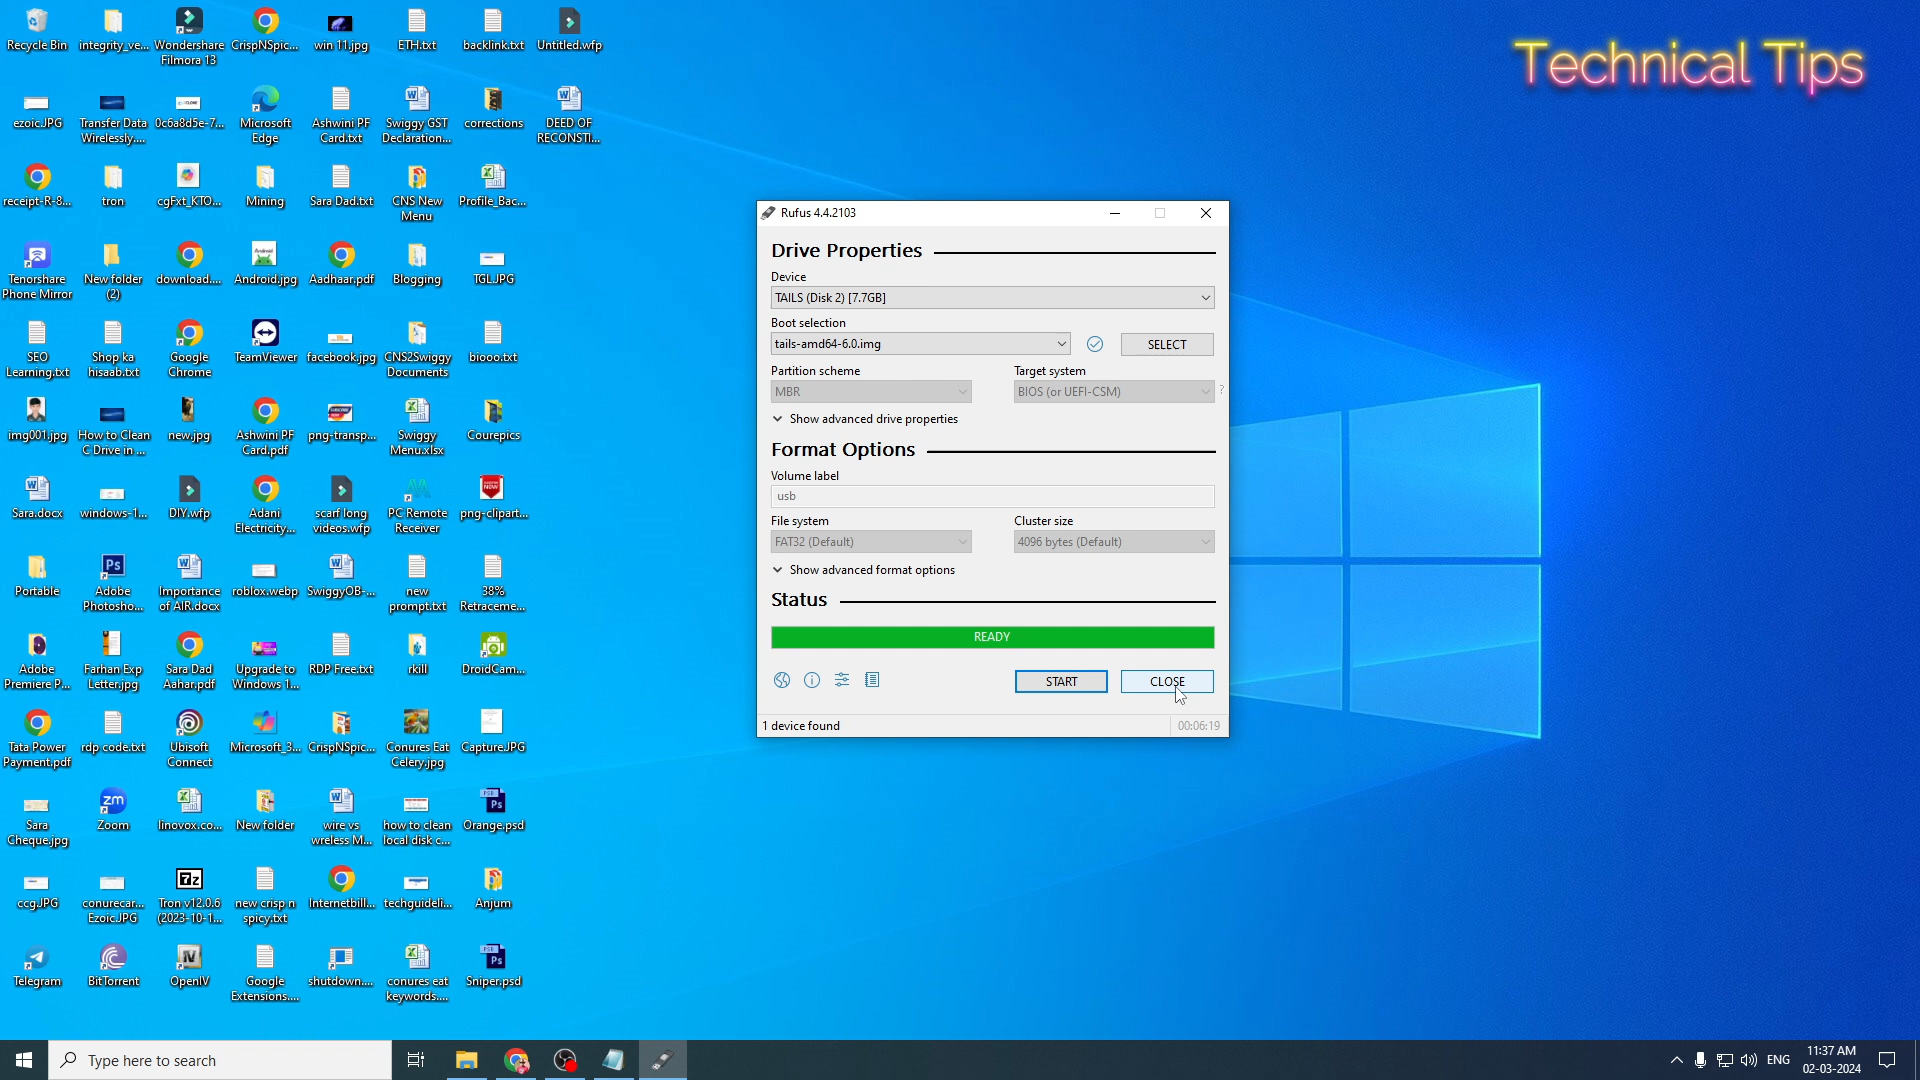 Recycle Bin
integrity_ve...
Wondershare
Filmora 13
CrispNSpic...
win 11.jpg
ETH.txt
backlink.txt
Untitled.wfp
ezoic.JPG
Transfer Data
Wirelessly....
0c6a8d5e-7...
Microsoft
Edge
Ashwini PF
Card.txt
Swiggy GST
Declaration...
corrections
DEED OF
RECONSTI...
receipt-R-8...
tron
cgFxt_KTO...
Mining
Sara Dad.txt
CNS New
Menu
Profile_Bac...
Tenorshare
Phone Mirror
New folder
(2)
download....
Android.jpg
Aadhaar.pdf
Blogging
TGL.JPG
SEO
Learning.txt
Shop ka
hisaab.txt
Google
Chrome
TeamViewer
facebook.jpg
CNS2Swiggy
Documents
biooo.txt
img001.jpg
How to Clean
C Drive in ...
new.jpg
Ashwini PF
Card.pdf
png-transp...
Swiggy
Menu.xlsx
Courepics
Sara.docx
windows-1...
DIY.wfp
Adani
Electricity...
scarf long
videos.wfp
PC Remote
Receiver
png-clipart...
Portable
Adobe
Photosho...
Importance
of AIR.docx
roblox.webp
SwiggyOB-...
new
prompt.txt
38%
Retraceme...
Adobe
Premiere P...
Farhan Exp
Letter.jpg
Sara Dad
Aahar.pdf
Upgrade to
Windows 1...
RDP Free.txt
rkill
DroidCam...
Tata Power
Payment.pdf
rdp code.txt
Ubisoft
Connect
Microsoft_3...
CrispNSpic...
Conures Eat
Celery.jpg
Capture.JPG
Sara
Cheque.jpg
Zoom
linovox.co...
New folder
wire vs
wreless M...
how to clean
local disk c...
Orange.psd
ccg.JPG
conurecar...
Ezoic.JPG
Tron v12.0.6
(2023-10-1...
new crisp n
spicy.txt
Internetbill...
techguideli...
Anjum
Telegram
BitTorrent
OpenIV
Google
Extensions....
shutdown....
conures eat
keywords....
Sniper.psd
Technical Tips
Rufus 4.4.2103
Drive Properties
Device
TAILS (Disk 2) [7.7GB]
Boot selection
tails-amd64-6.0.img
SELECT
Partition scheme
Target system
MBR
BIOS (or UEFI-CSM)
?
Show advanced drive properties
Format Options
Volume label
usb
File system
Cluster size
FAT32 (Default)
4096 bytes (Default)
Show advanced format options
Status
READY
START
CLOSE
1 device found
00:06:19
Type here to search
ENG
11:37 AM
02-03-2024